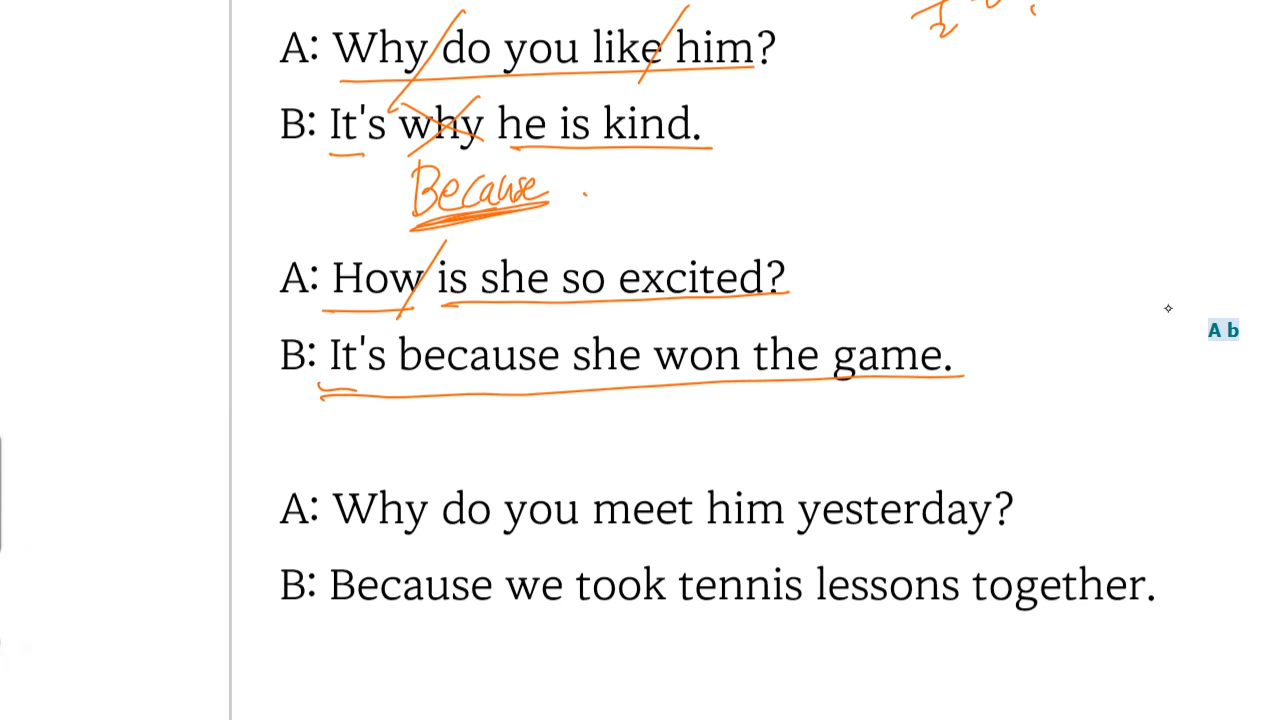 A: Why do you like him?
B: It's why he is kind.
Because
A: How is she so excited?
B: It's because she won the game.
A b
A: Why do you meet him yesterday?
B: Because we took tennis lessons together.